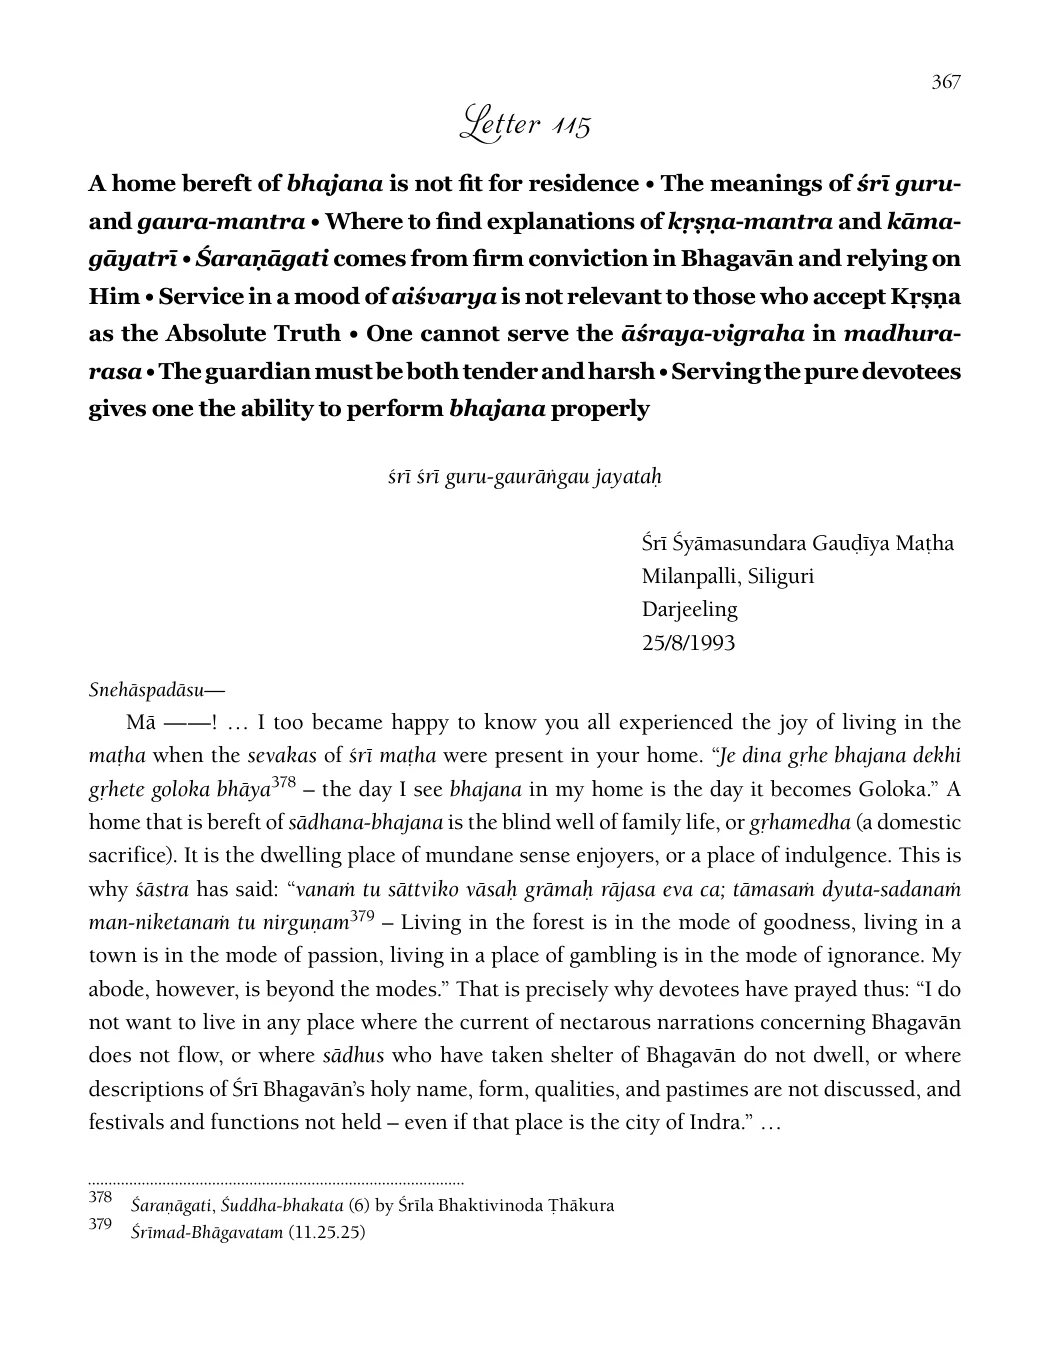 367
Letter 115
A home bereft of bhajana is not fit for residence • The meanings of śrī guru-
and gaura-mantra • Where to find explanations of kṛṣṇa-mantra and kāma-
gāyatrī • Śaraṇāgati comes from firm conviction in Bhagavān and relying on
Him • Service in a mood of aiśvarya is not relevant to those who accept Kṛṣṇa
as the Absolute Truth • One cannot serve the āśraya-vigraha in madhura-
rasa • The guardian must be both tender and harsh • Serving the pure devotees
gives one the ability to perform bhajana properly
śrī śrī guru-gaurāṅgau jayataḥ
Śrī Śyāmasundara Gauḍīya Maṭha
Milanpalli, Siliguri
Darjeeling
25/8/1993
Snehāspadāsu—
Mā ——! … I too became happy to know you all experienced the joy of living in the
maṭha when the sevakas of śrī maṭha were present in your home. “Je dina gṛhe bhajana dekhi
gṛhete goloka bhāya378 – the day I see bhajana in my home is the day it becomes Goloka.” A
home that is bereft of sādhana-bhajana is the blind well of family life, or gṛhamedha (a domestic
sacrifice). It is the dwelling place of mundane sense enjoyers, or a place of indulgence. This is
why śāstra has said: “vanaṁ tu sāttviko vāsaḥ grāmaḥ rājasa eva ca; tāmasaṁ dyuta-sadanaṁ
man-niketanaṁ tu nirguṇam379 – Living in the forest is in the mode of goodness, living in a
town is in the mode of passion, living in a place of gambling is in the mode of ignorance. My
abode, however, is beyond the modes.” That is precisely why devotees have prayed thus: “I do
not want to live in any place where the current of nectarous narrations concerning Bhagavān
does not flow, or where sādhus who have taken shelter of Bhagavān do not dwell, or where
descriptions of Śrī Bhagavān’s holy name, form, qualities, and pastimes are not discussed, and
festivals and functions not held – even if that place is the city of Indra.” …
378 Śaraṇāgati, Śuddha-bhakata (6) by Śrīla Bhaktivinoda Ṭhākura
379 Śrīmad-Bhāgavatam (11.25.25)